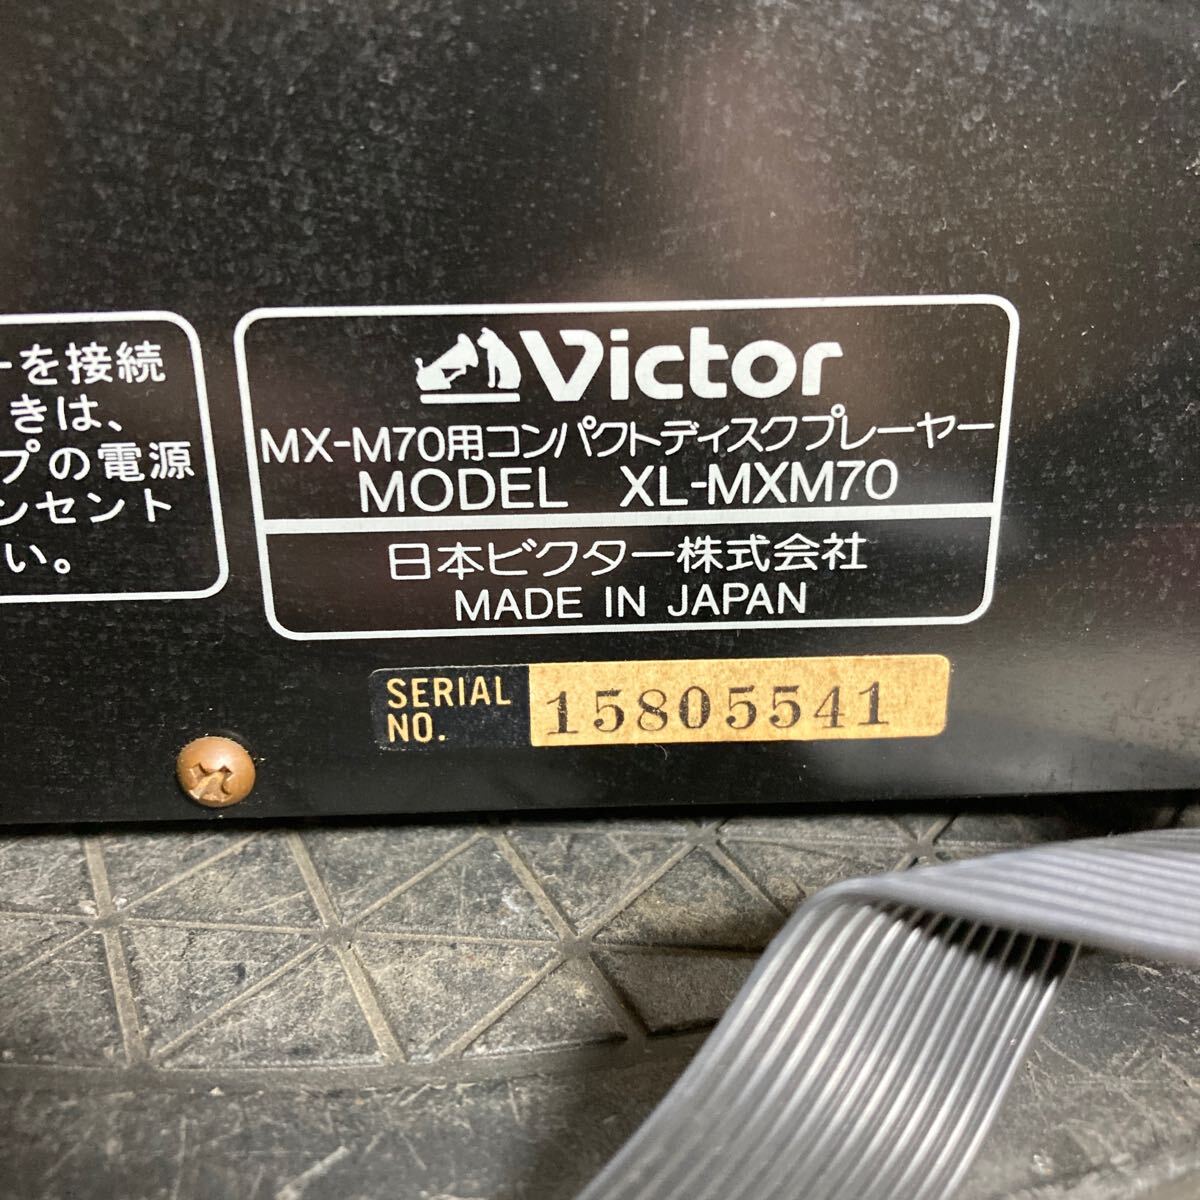 ーを接続
きは、
プの電源
ンセント
い。
Victor
MX-M70用コンパクトディスクプレーヤー
MODEL XL-MXM70
日本ビクター株式会社
MADE IN JAPAN
SERIAL
NO. 15805541